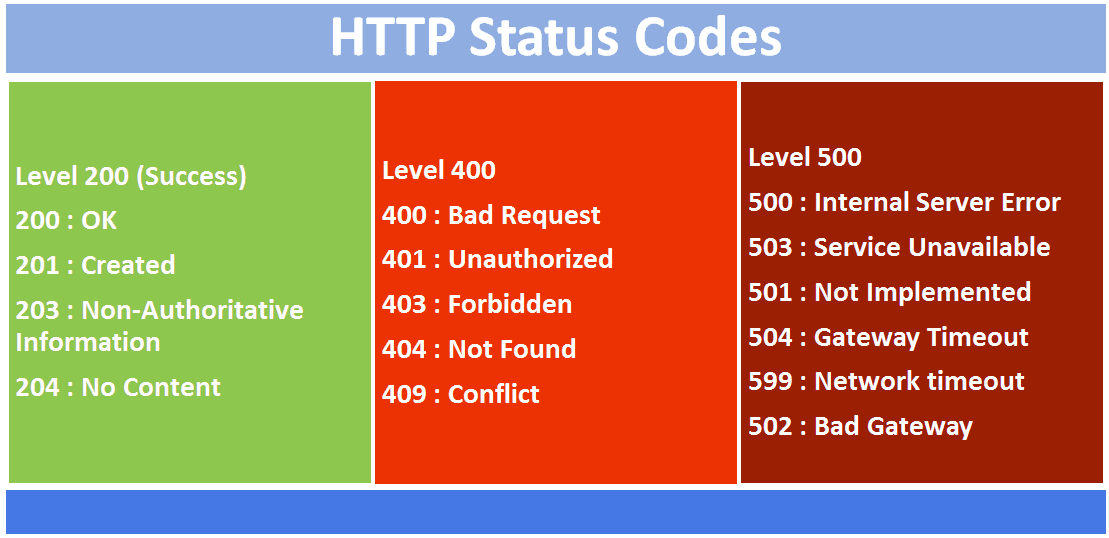 HTTP Status Codes
Level 200 (Success)
200 : OK
201 : Created
203 : Non-Authoritative
Information
204 : No Content
Level 400
400 : Bad Request
401 : Unauthorized
403 : Forbidden
404 : Not Found
409 : Conflict
Level 500
500 : Internal Server Error
503 : Service Unavailable
501 : Not Implemented
504 : Gateway Timeout
599 : Network timeout
502 : Bad Gateway